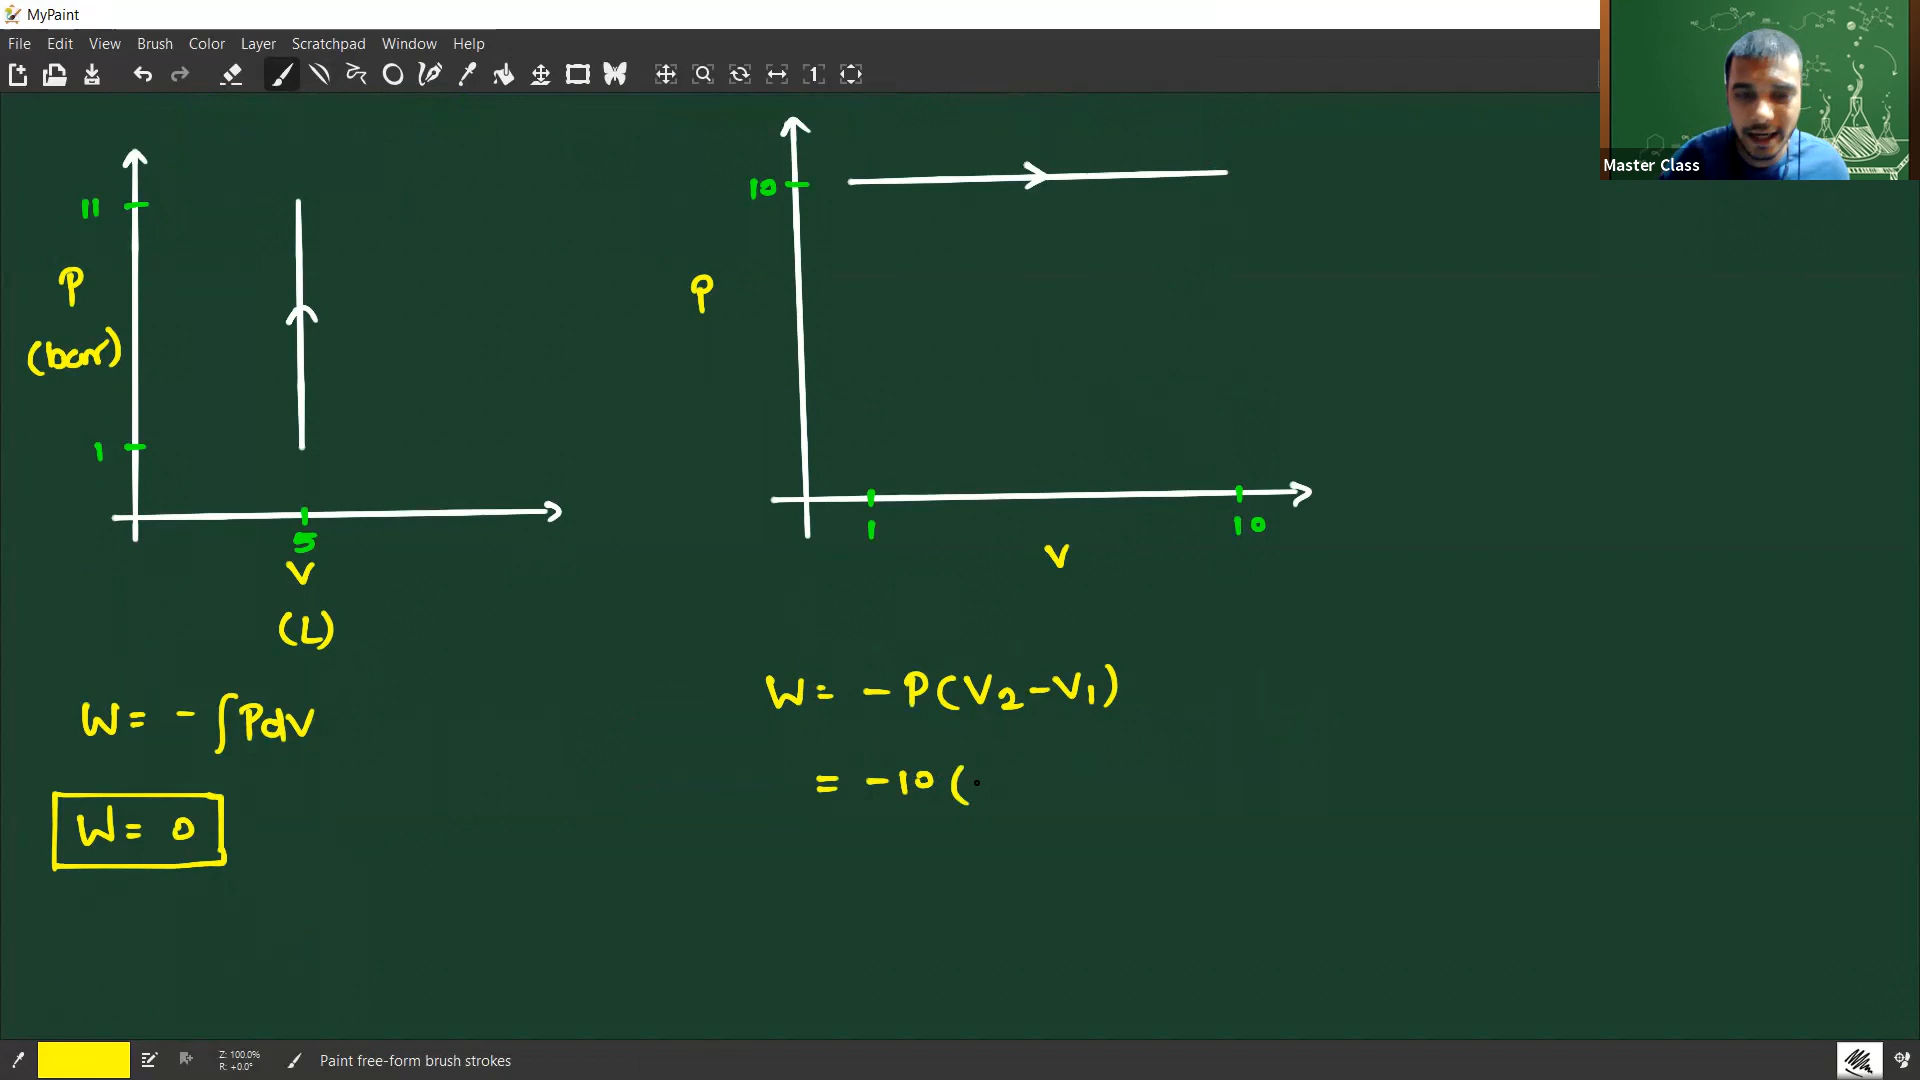 MyPaint
File Edit View Brush Color Layer Scratchpad Window Help
Master Class
11
P
(bar)
1
5
V
(L)
W = - ∫PdV
W = 0
10
P
1
10
V
W = - P(V2-V1)
= -10 (
Z: 100.0%
R: +0.0°
Paint free-form brush strokes